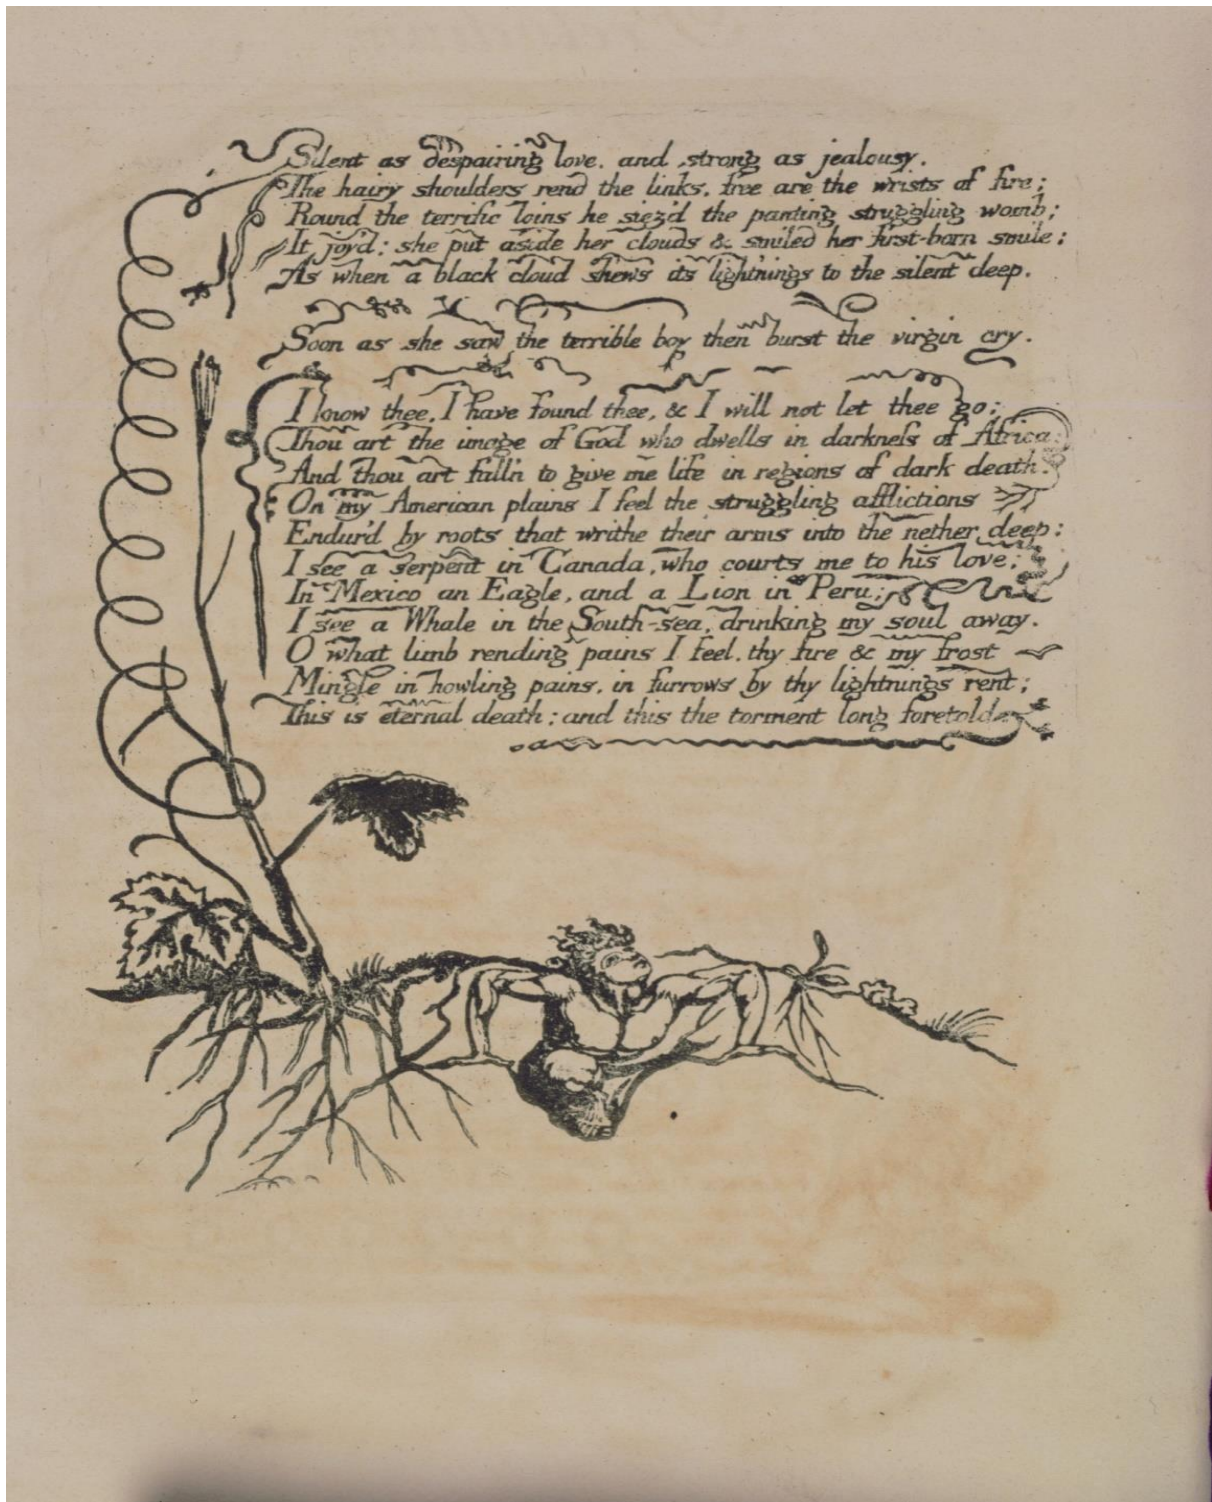 Silent as despairing love, and strong as jealousy,
The hairy shoulders rend the links, free are the wrists of fire;
Round the terrific loins he siez'd the panting struggling womb;
It joy'd: she put aside her clouds & smiled her first-born smile;
As when a black cloud shews its lightnings to the silent deep.
Soon as she saw the terrible boy then burst the virgin cry.
I know thee, I have found thee, & I will not let thee go;
Thou art the image of God who dwells in darkness of Africa;
And thou art fall'n to give me life in regions of dark death.
On my American plains I feel the struggling afflictions
Endur'd by roots that writhe their arms into the nether deep:
I see a serpent in Canada, who courts me to his love;
In Mexico an Eagle, and a Lion in Peru;
I see a Whale in the South-sea, drinking my soul away.
O what limb rending pains I feel, thy fire & my frost
Mingle in howling pains, in furrows by thy lightnings rent;
This is eternal death; and this the torment long foretold.